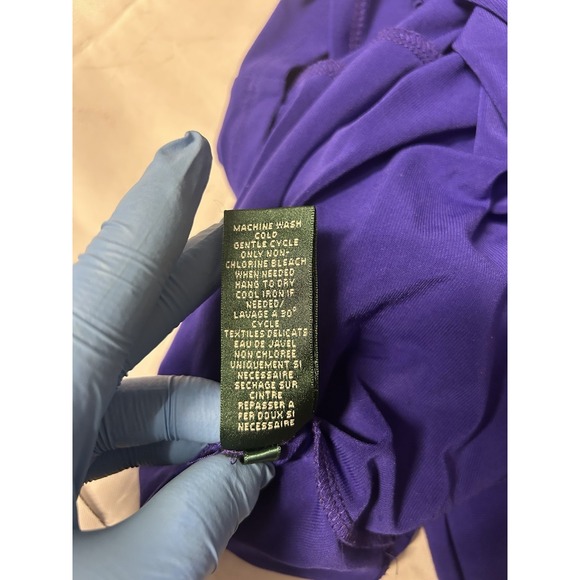 MACHINE WASH
COLD
GENTLE CYCLE
ONLY NON-
CHLORINE BLEACH
WHEN NEEDED
HANG TO DRY
COOL IRON IF
NEEDED/
LAVAGE A 30°
CYCLE
TEXTILES DELICATS
EAU DE JAVEL
NON CHLOREE
UNIQUEMENT SI
NECESSAIRE
SECHAGE SUR
CINTRE
REPASSER A
FER DOUX SI
NECESSAIRE